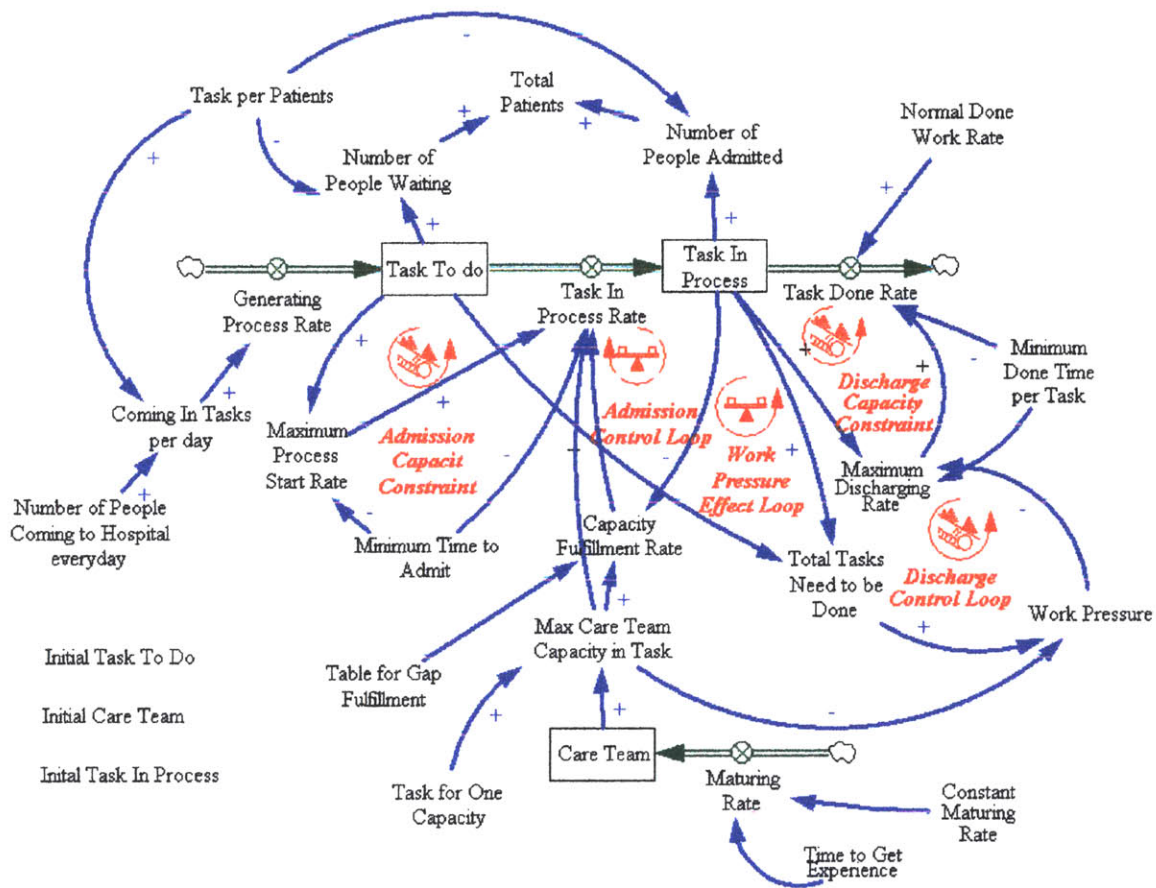 Task per Patients
Total
Patients
Number of
People Waiting
Number of
People Admitted
Normal Done
Work Rate
Task To do
Task In
Process
Generating
Process Rate
Task In
Process Rate
Task Done Rate
Minimum
Done Time
per Task
Coming In Tasks
per day
Maximum
Process
Start Rate
Admission
Capacit
Constraint
Admission
Control Loop
Work
Pressure
Effect Loop
Discharge
Capacity
Constraint
Maximum
Discharging
Rate
Number of People
Coming to Hospital
everyday
Minimum Time to
Admit
Capacity
Fulfillment Rate
Total Tasks
Need to be
Done
Discharge
Control Loop
Work Pressure
Max Care Team
Capacity in Task
Table for Gap
Fulfillment
Initial Task To Do
Initial Care Team
Inital Task In Process
Care Team
Task for One
Capacity
Maturing
Rate
Constant
Maturing
Rate
Time to Get
Experience